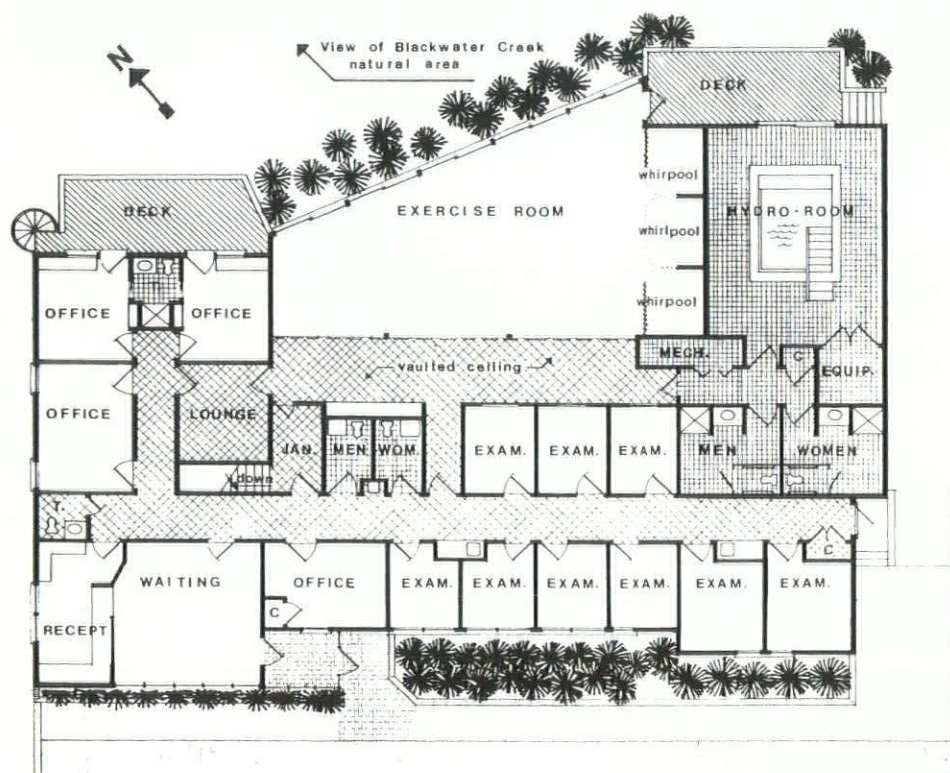 N
View of Blackwater Creek
natural area
DECK
DECK
whirpool
EXERCISE ROOM
HYDRO-ROOM
whirlpool
whirpool
OFFICE
OFFICE
MECH.
C
vaulted ceiling
EQUIP.
OFFICE
LOUNGE
JAN.
MEN
WOM.
EXAM.
EXAM.
EXAM.
MEN
WOMEN
down
T.
C
WAITING
OFFICE
EXAM.
EXAM.
EXAM.
EXAM.
EXAM.
EXAM.
C
RECEPT